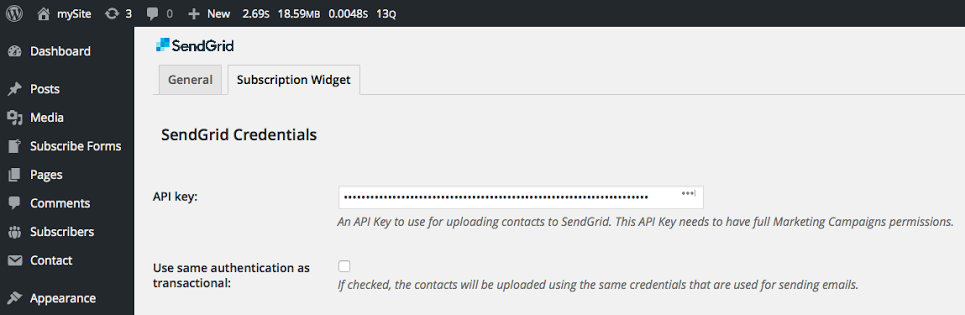 mySite 3 0 New 2.69s 18.59MB 0.0048s 13Q
Dashboard
Posts
Media
Subscribe Forms
Pages
Comments
Subscribers
Contact
Appearance
SendGrid
General Subscription Widget
SendGrid Credentials
API key:
An API Key to use for uploading contacts to SendGrid. This API Key needs to have full Marketing Campaigns permissions.
Use same authentication as
transactional:
If checked, the contacts will be uploaded using the same credentials that are used for sending emails.